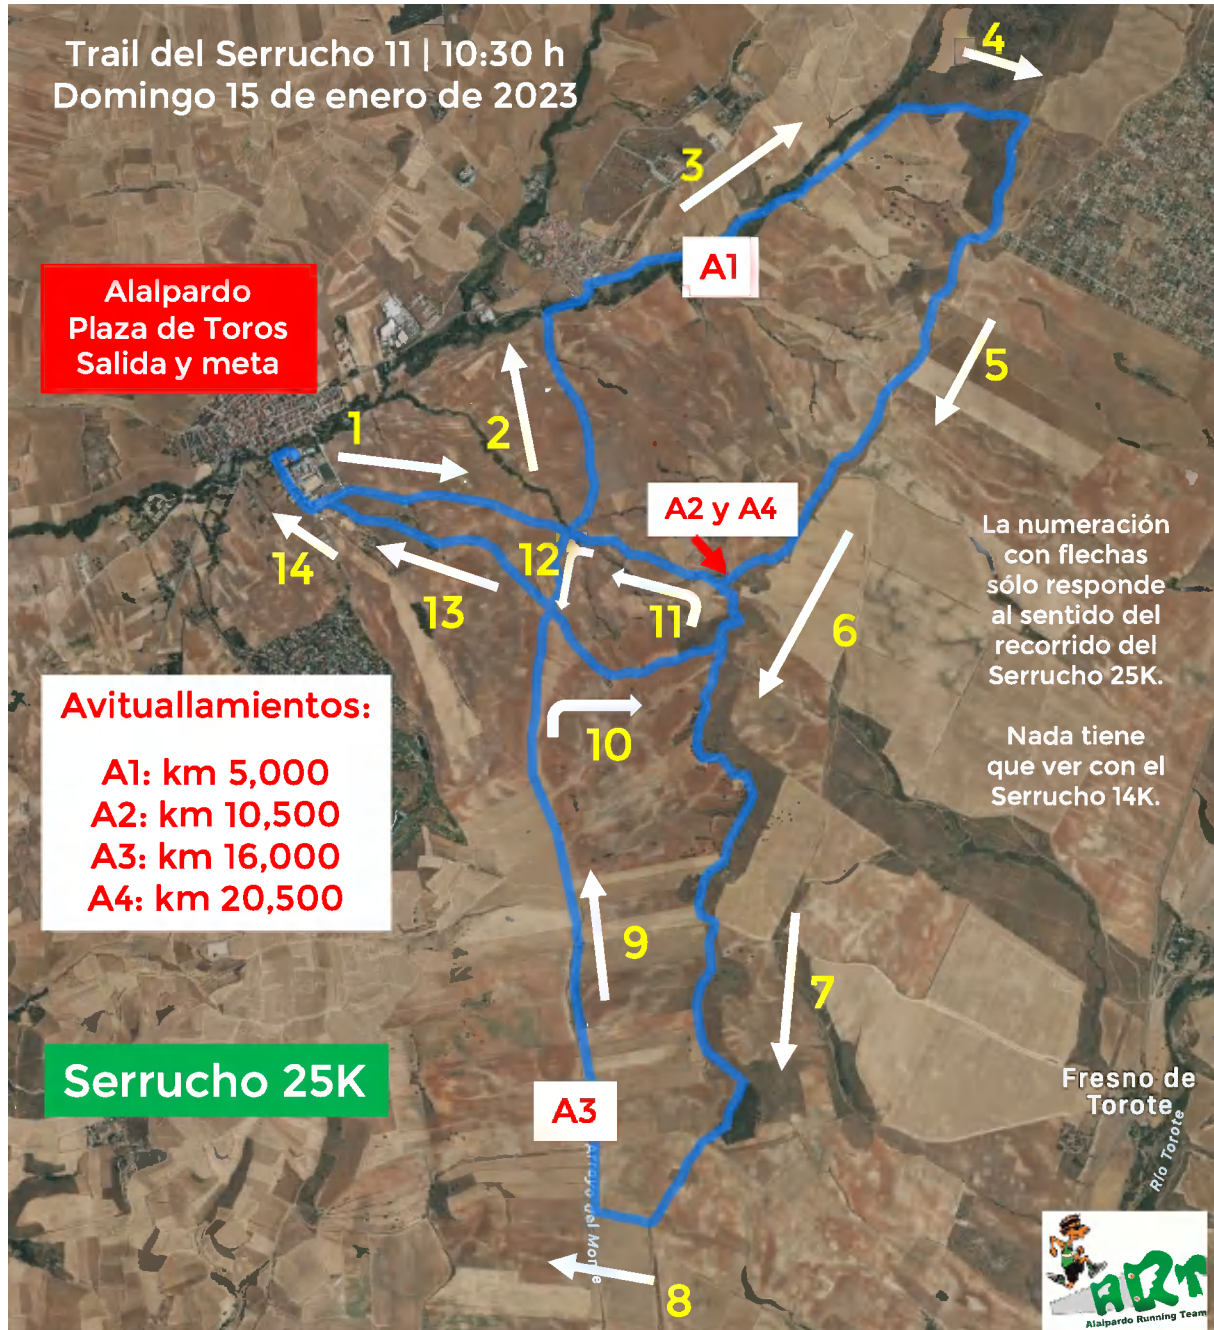 Trail del Serrucho 11 | 10:30 h
Domingo 15 de enero de 2023
4
3
A1
Alalpardo
Plaza de Toros
Salida y meta
5
1
2
A2 y A4
La numeración
con flechas
sólo responde
al sentido del
recorrido del
Serrucho 25K.
Nada tiene
que ver con el
Serrucho 14K.
12
14
13
11
6
10
Avituallamientos:
A1: km 5,000
A2: km 10,500
A3: km 16,000
A4: km 20,500
9
7
Serrucho 25K
A3
Fresno de
Torote
Río Torote
Arroyo del Monte
8
ART
Alalpardo Running Team